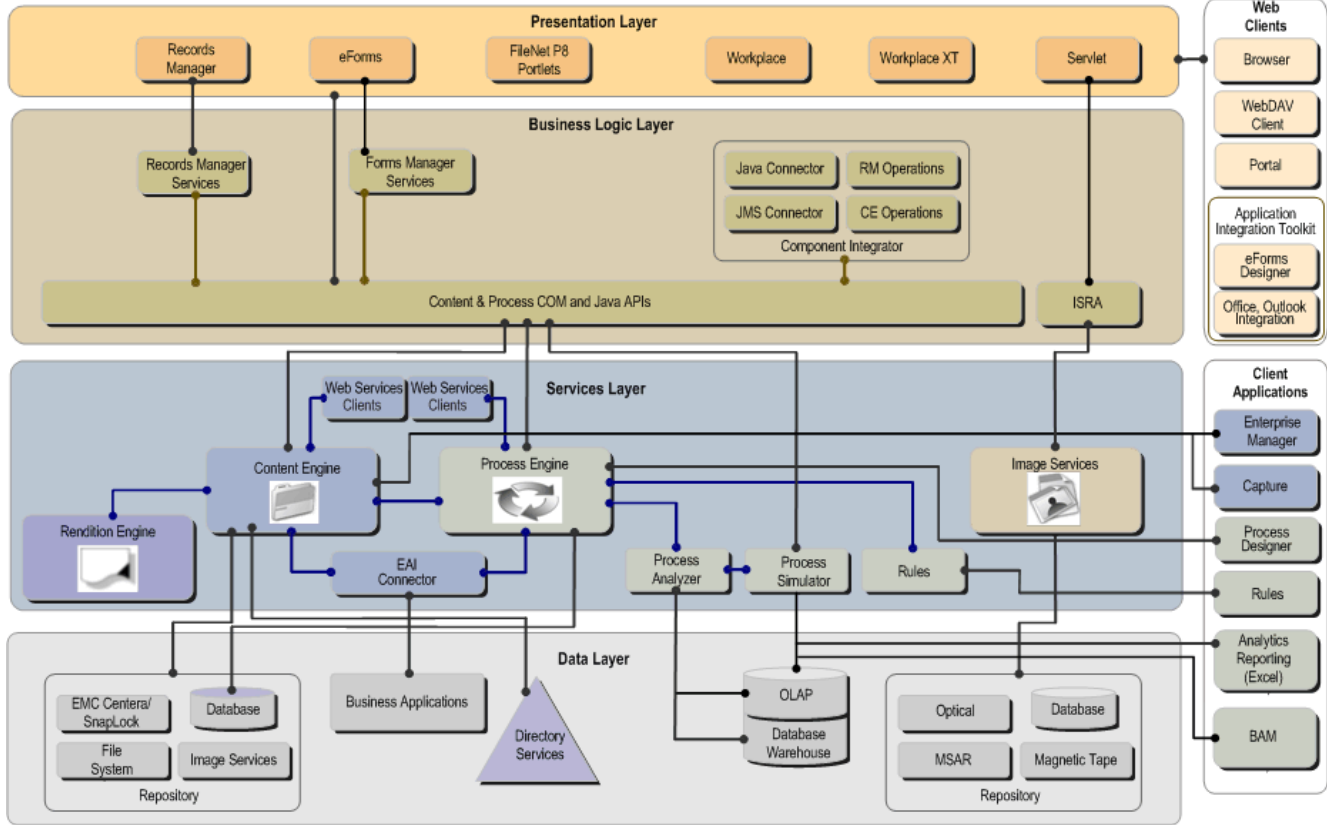 Presentation Layer
Records
Manager
eForms
FileNet P8
Portlets
Workplace
Workplace XT
Servlet
Business Logic Layer
Records Manager
Services
Forms Manager
Services
Java Connector
RM Operations
JMS Connector
CE Operations
Component Integrator
Content & Process COM and Java APIs
ISRA
Services Layer
Web Services
Clients
Web Services
Clients
Content Engine
Process Engine
Image Services
Rendition Engine
EAI
Connector
Process
Analyzer
Process
Simulator
Rules
Data Layer
EMC Centera/
SnapLock
Database
File
System
Image Services
Repository
Business Applications
Directory
Services
OLAP
Database
Warehouse
Optical
Database
MSAR
Magnetic Tape
Repository
Web
Clients
Browser
WebDAV
Client
Portal
Application
Integration Toolkit
eForms
Designer
Office, Outlook
Integration
Client
Applications
Enterprise
Manager
Capture
Process
Designer
Rules
Analytics
Reporting
(Excel)
BAM